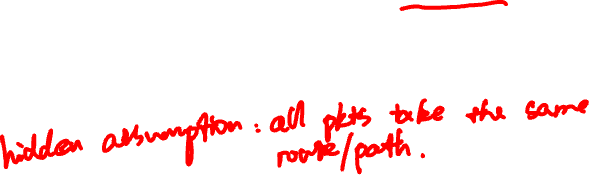 hidden assumption: all pkts take the same
route/path.